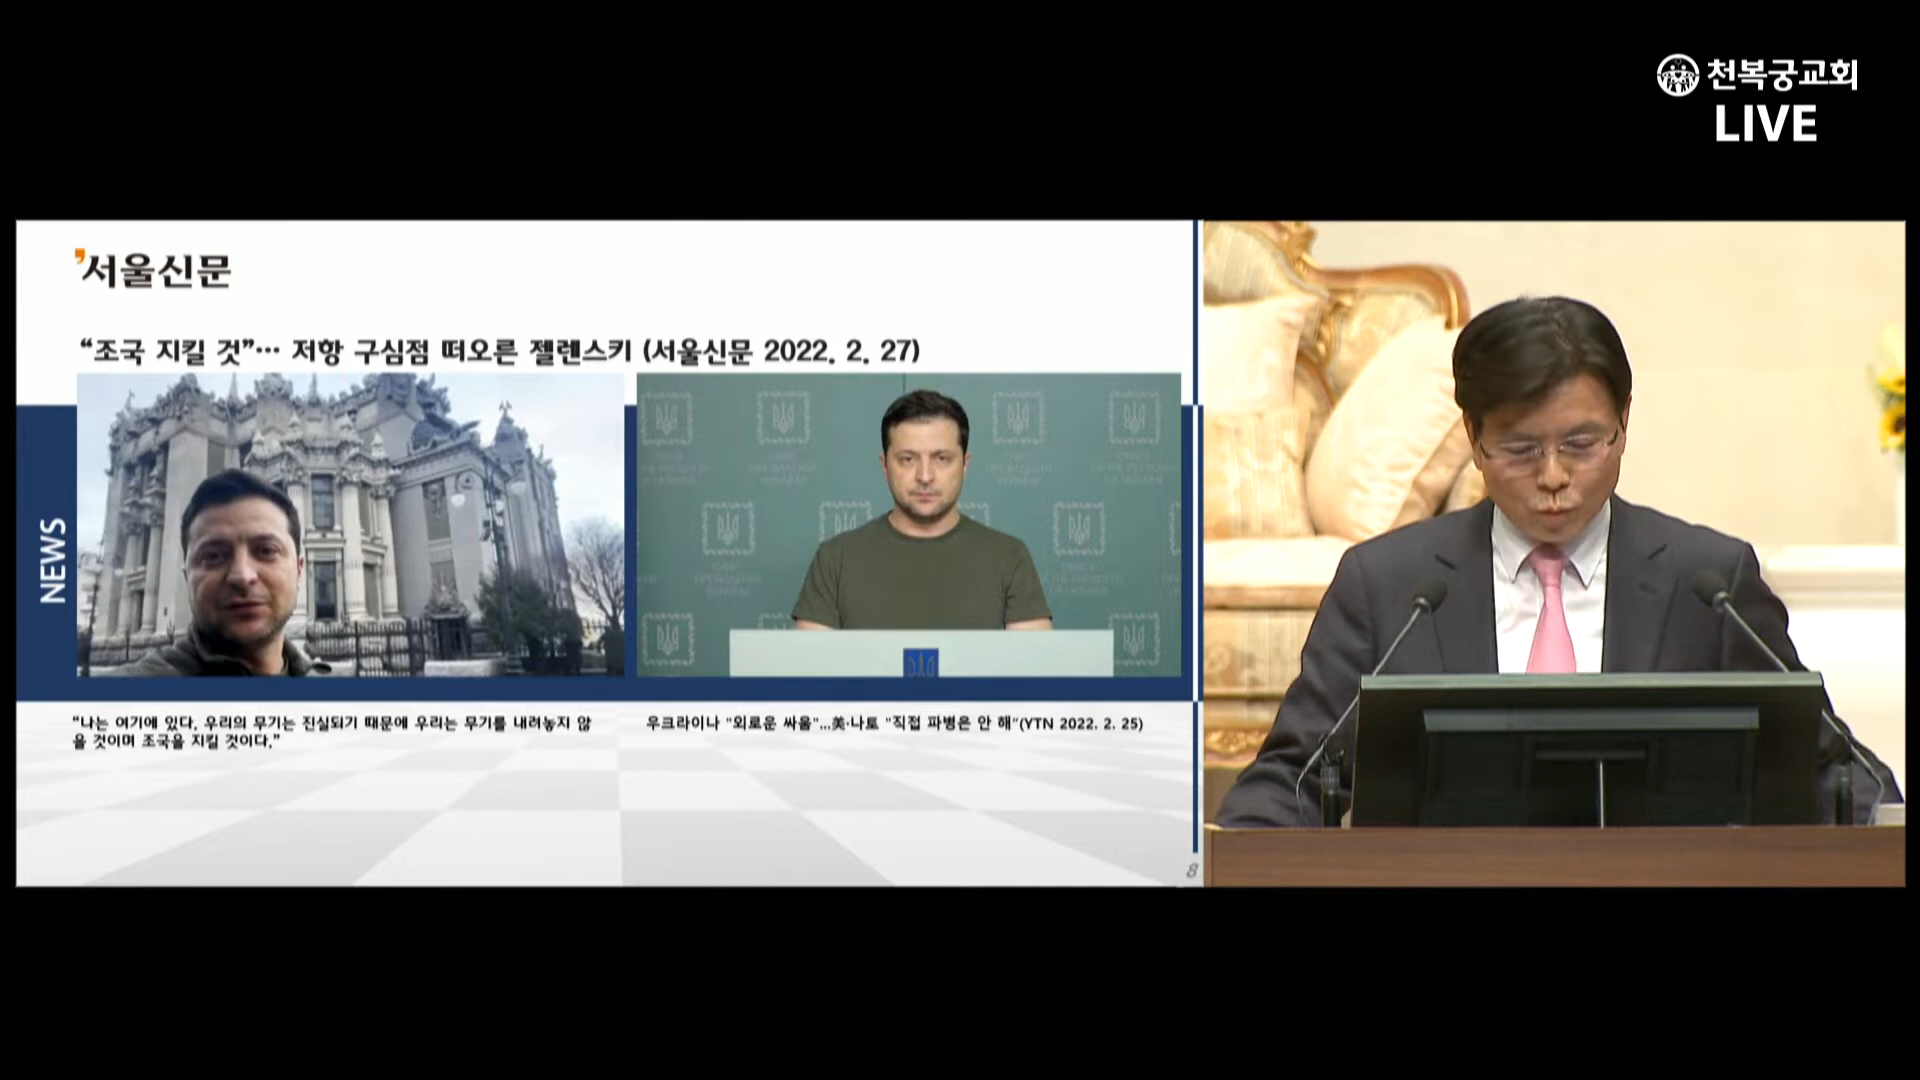 천복궁교회
LIVE
서울신문
“조국 지킬 것”… 저항 구심점 떠오른 젤렌스키 (서울신문 2022. 2. 27)
NEWS
“나는 여기에 있다. 우리의 무기는 진실되기 때문에 우리는 무기를 내려놓지 않
을 것이며 조국을 지킬 것이다.”
우크라이나 "외로운 싸움"...美·나토 "직접 파병은 안 해"(YTN 2022. 2. 25)
8